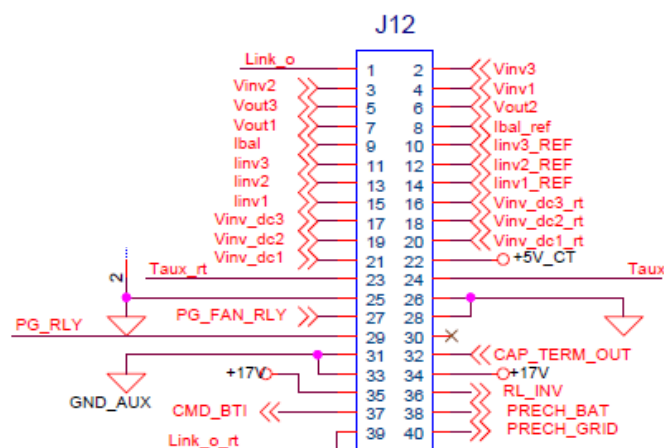 J12
Link_o 1 2 Vinv3
Vinv2 3 4 Vinv1
Vout3 5 6 Vout2
Vout1 7 8 Ibal_ref
Ibal 9 10 Iinv3_REF
Iinv3 11 12 Iinv2_REF
Iinv2 13 14 Iinv1_REF
Iinv1 15 16 Vinv_dc3_rt
Vinv_dc3 17 18 Vinv_dc2_rt
Vinv_dc2 19 20 Vinv_dc1_rt
Vinv_dc1 21 22 +5V_CT
2 Taux_rt 23 24 Taux
25 26
PG_FAN_RLY 27 28
PG_RLY 29 30
31 32 CAP_TERM_OUT
+17V 33 34 +17V
GND_AUX 35 36 RL_INV
CMD_BTI 37 38 PRECH_BAT
Link_o_rt 39 40 PRECH_GRID